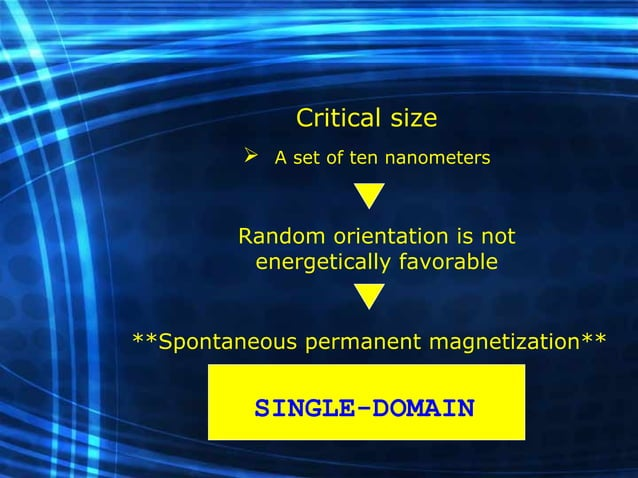 Critical size
➢ A set of ten nanometers
Random orientation is not
energetically favorable
**Spontaneous permanent magnetization**
SINGLE-DOMAIN